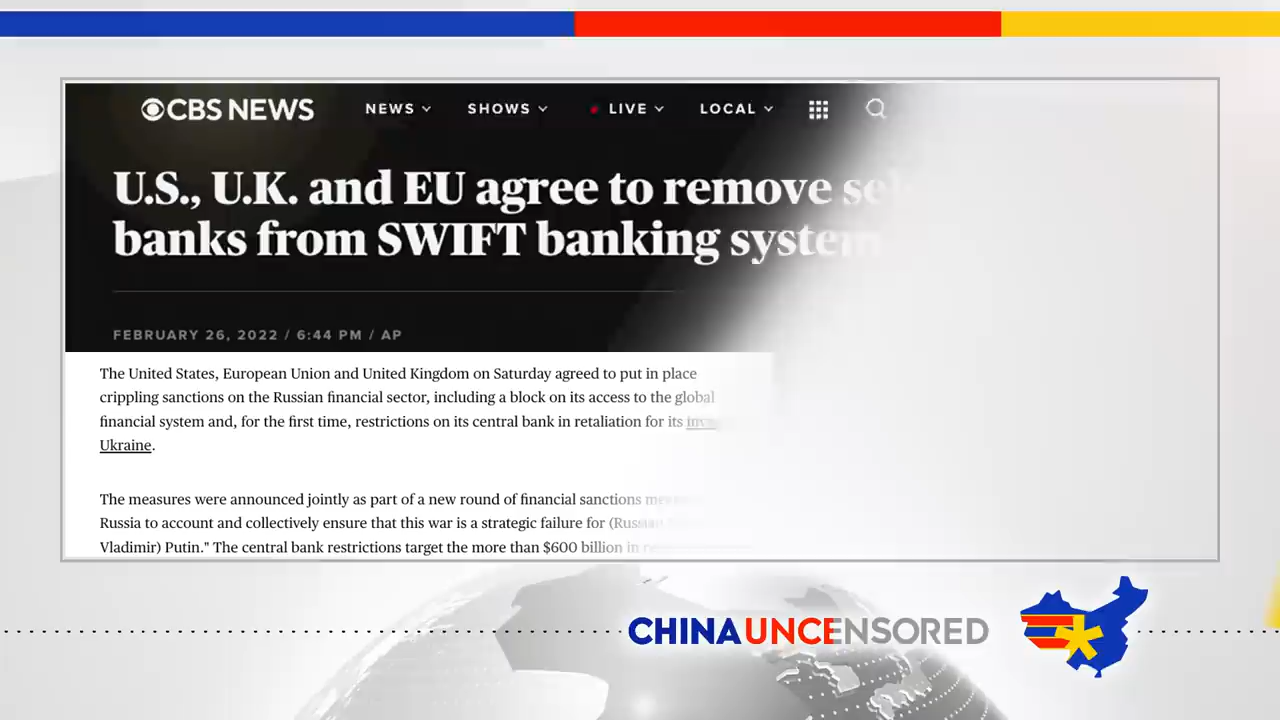 CBS NEWS NEWS SHOWS LIVE LOCAL
U.S., U.K. and EU agree to remove
banks from SWIFT banking system
FEBRUARY 26, 2022 / 6:44 PM / AP
The United States, European Union and United Kingdom on Saturday agreed to put in place
crippling sanctions on the Russian financial sector, including a block on its access to the global
financial system and, for the first time, restrictions on its central bank in retaliation for its
Ukraine.
The measures were announced jointly as part of a new round of financial sanctions
Russia to account and collectively ensure that this war is a strategic failure for (Russian
Vladimir) Putin." The central bank restrictions target the more than $600 billion in
CHINA UNCENSORED